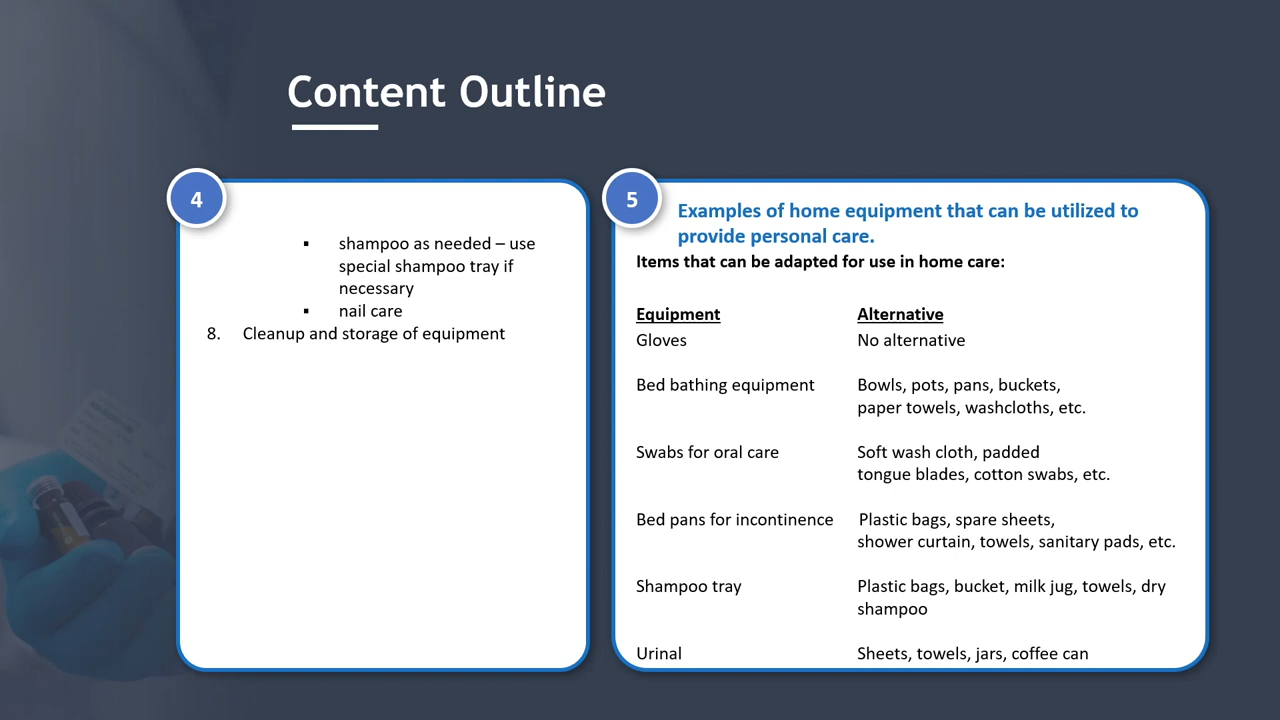 Content Outline
4
▪ shampoo as needed – use
special shampoo tray if
necessary
▪ nail care
8. Cleanup and storage of equipment
5
Examples of home equipment that can be utilized to
provide personal care.
Items that can be adapted for use in home care:
Equipment Alternative
Gloves No alternative
Bed bathing equipment Bowls, pots, pans, buckets,
paper towels, washcloths, etc.
Swabs for oral care Soft wash cloth, padded
tongue blades, cotton swabs, etc.
Bed pans for incontinence Plastic bags, spare sheets,
shower curtain, towels, sanitary pads, etc.
Shampoo tray Plastic bags, bucket, milk jug, towels, dry
shampoo
Urinal Sheets, towels, jars, coffee can